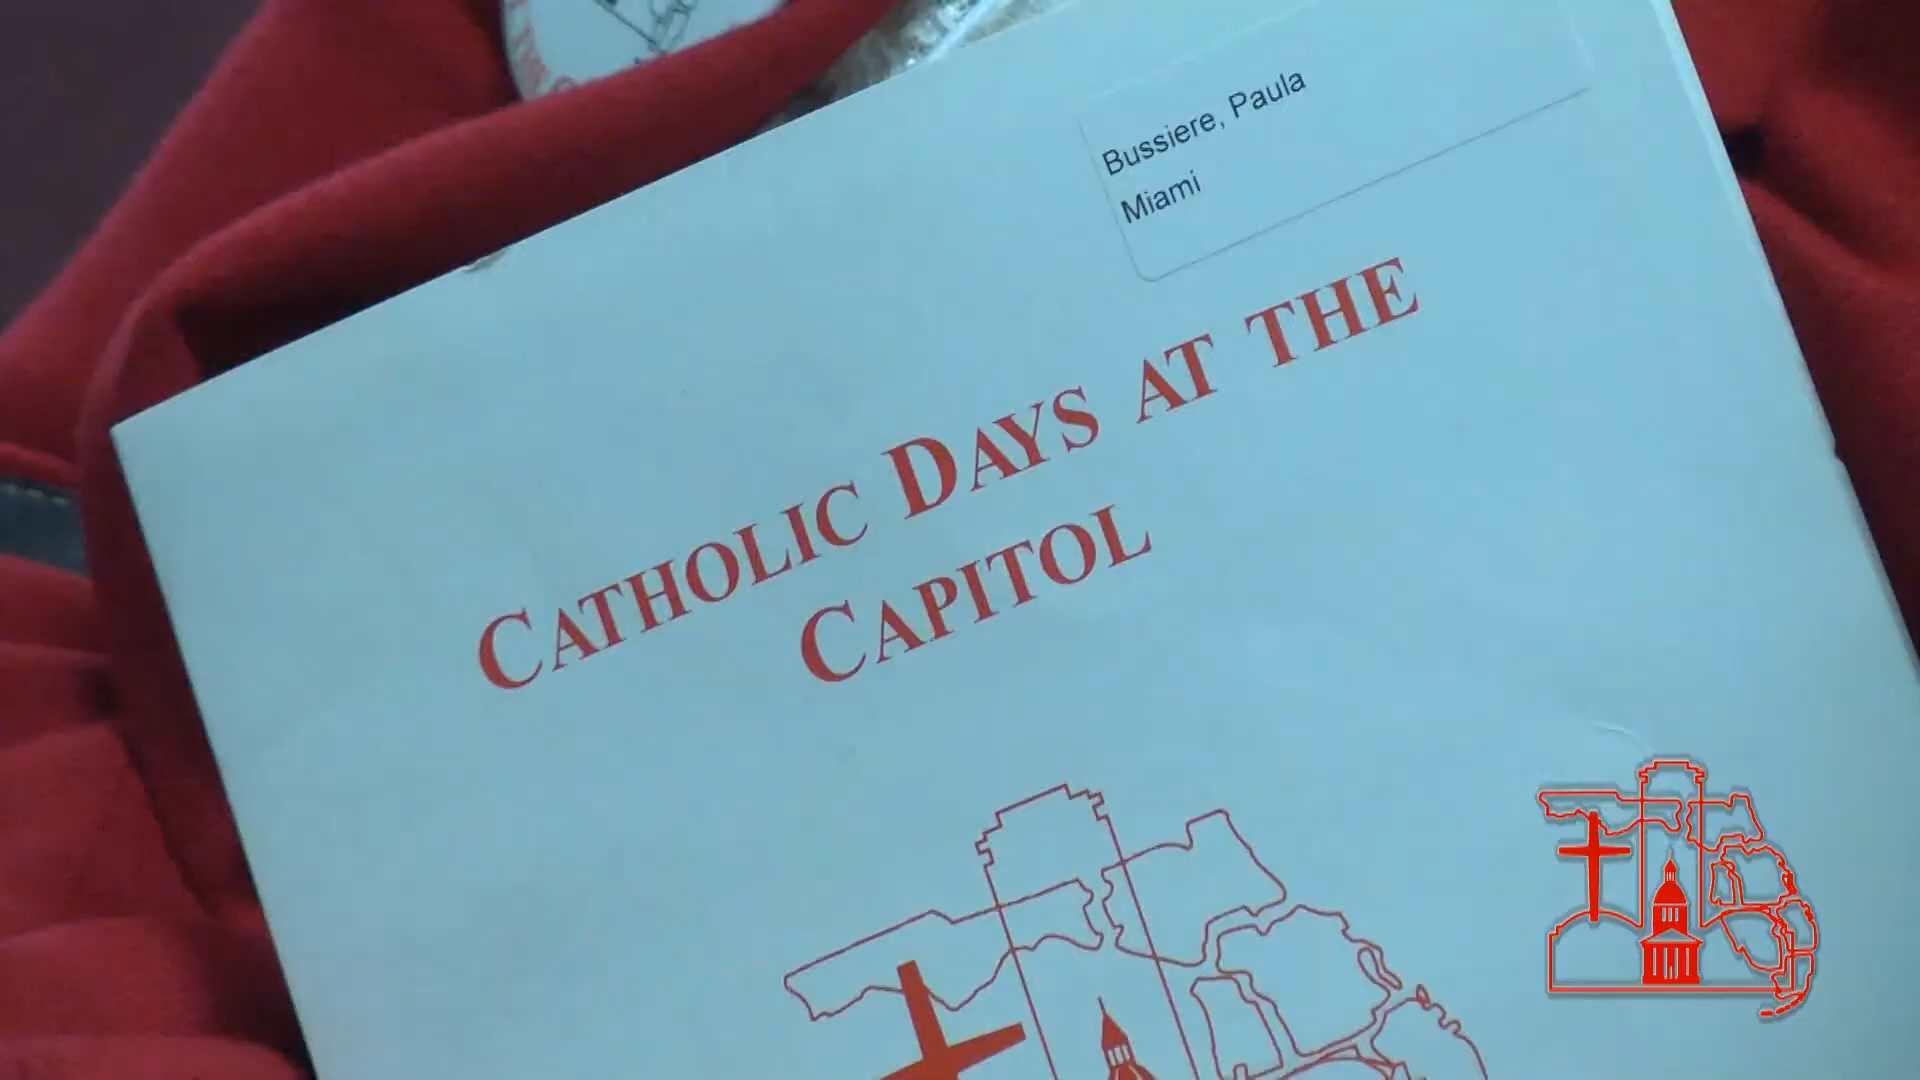 Bussiere, Paula
Miami
CATHOLIC DAYS AT THE
CAPITOL